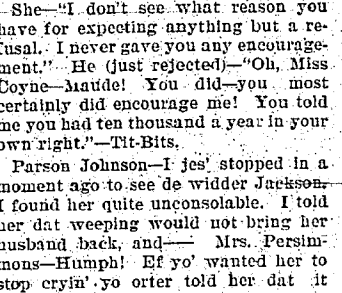 She—"I don't see what reason you
have for expecting anything but a re-
fusal. I never gave you any encourage-
ment." He (just rejected)—"Oh, Miss
Coyne—Maude! You did—you most
certainly did encourage me! You told
me you had ten thousand a year in your
own right."—Tit-Bits.
Parson Johnson—I jes' stopped in a
moment ago to see de widder Jackson.
I found her quite unconsolable. I told
her dat weeping would not bring her
husband back, and—— Mrs. Persim-
mons—Humph! Ef yo' wanted her to
stop cryin' yo orter told her dat it